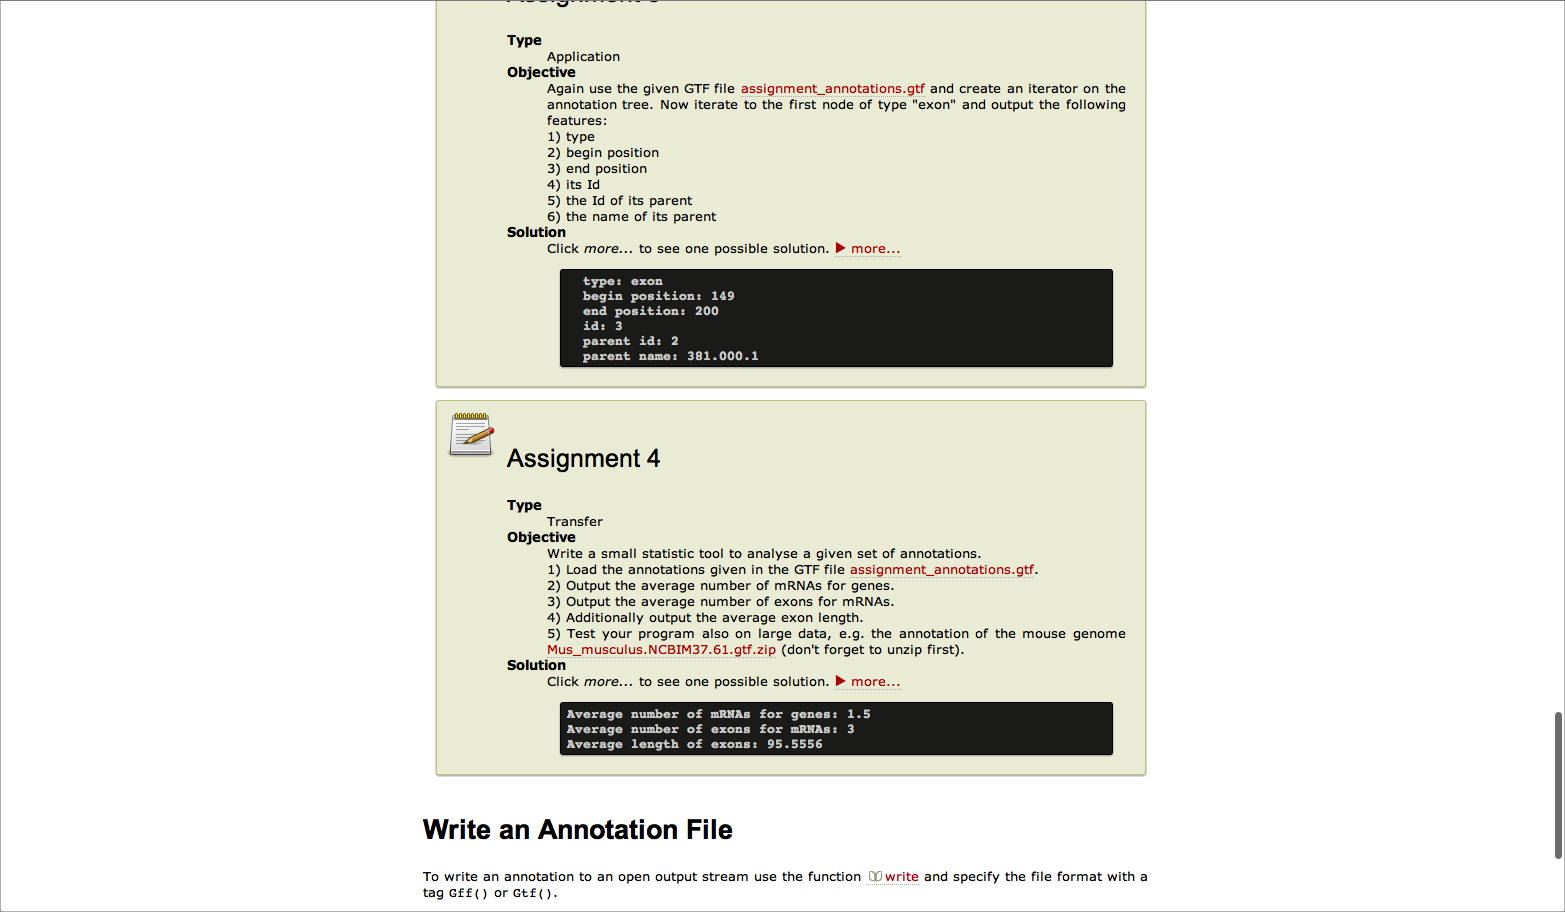 Type
Application
Objective
Again use the given GTF file assignment_annotations.gtf and create an iterator on the
annotation tree. Now iterate to the first node of type "exon" and output the following
features:
1) type
2) begin position
3) end position
4) its Id
5) the Id of its parent
6) the name of its parent
Solution
Click more... to see one possible solution. ▶ more...
type: exon
begin position: 149
end position: 200
id: 3
parent id: 2
parent name: 381.000.1
Assignment 4
Type
Transfer
Objective
Write a small statistic tool to analyse a given set of annotations.
1) Load the annotations given in the GTF file assignment_annotations.gtf.
2) Output the average number of mRNAs for genes.
3) Output the average number of exons for mRNAs.
4) Additionally output the average exon length.
5) Test your program also on large data, e.g. the annotation of the mouse genome
Mus_musculus.NCBIM37.61.gtf.zip (don't forget to unzip first).
Solution
Click more... to see one possible solution. ▶ more...
Average number of mRNAs for genes: 1.5
Average number of exons for mRNAs: 3
Average length of exons: 95.5556
Write an Annotation File
To write an annotation to an open output stream use the function write and specify the file format with a
tag Gff() or Gtf().